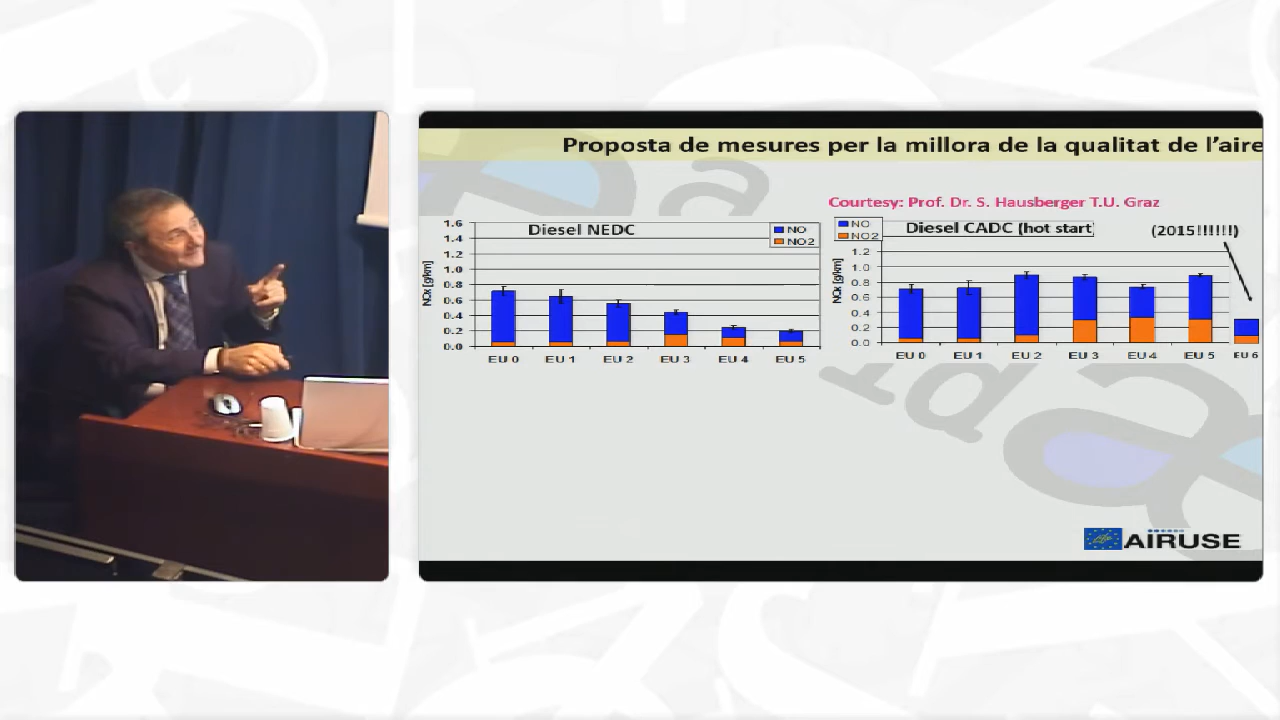 Proposta de mesures per la millora de la qualitat de l'aire
Courtesy: Prof. Dr. S. Hausberger T.U. Graz
Diesel NEDC
NO
NO2
NOx [g/km]
1.6
1.4
1.2
1.0
0.8
0.6
0.4
0.2
0.0
EU 0 EU 1 EU 2 EU 3 EU 4 EU 5
NO
NO2
Diesel CADC (hot start)
(2015!!!!!!)
NOx [g/km]
1.2
1.0
0.8
0.6
0.4
0.2
0.0
EU 0 EU 1 EU 2 EU 3 EU 4 EU 5 EU 6
Life
AIRUSE